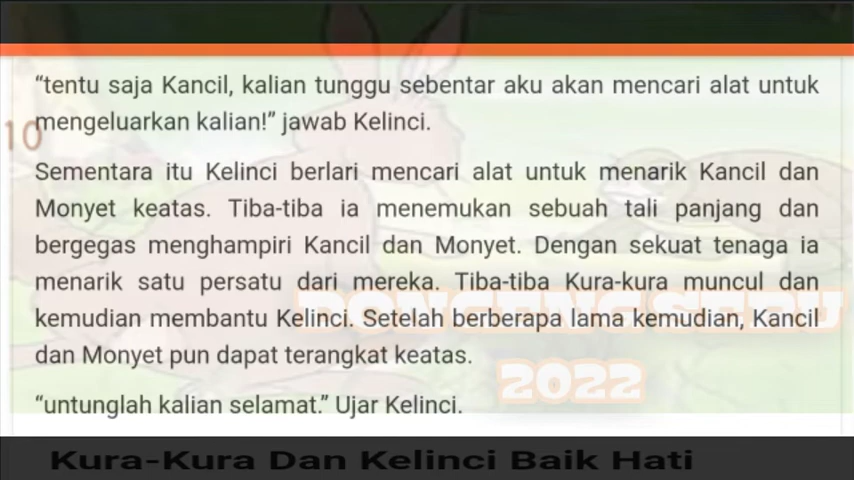 “tentu saja Kancil, kalian tunggu sebentar aku akan mencari alat untuk
mengeluarkan kalian!” jawab Kelinci.
10
Sementara itu Kelinci berlari mencari alat untuk menarik Kancil dan
Monyet keatas. Tiba-tiba ia menemukan sebuah tali panjang dan
bergegas menghampiri Kancil dan Monyet. Dengan sekuat tenaga ia
menarik satu persatu dari mereka. Tiba-tiba Kura-kura muncul dan
kemudian membantu Kelinci. Setelah berberapa lama kemudian, Kancil
dan Monyet pun dapat terangkat keatas.
DONGENG SERU
2022
“untunglah kalian selamat.” Ujar Kelinci.
Kura-Kura Dan Kelinci Baik Hati